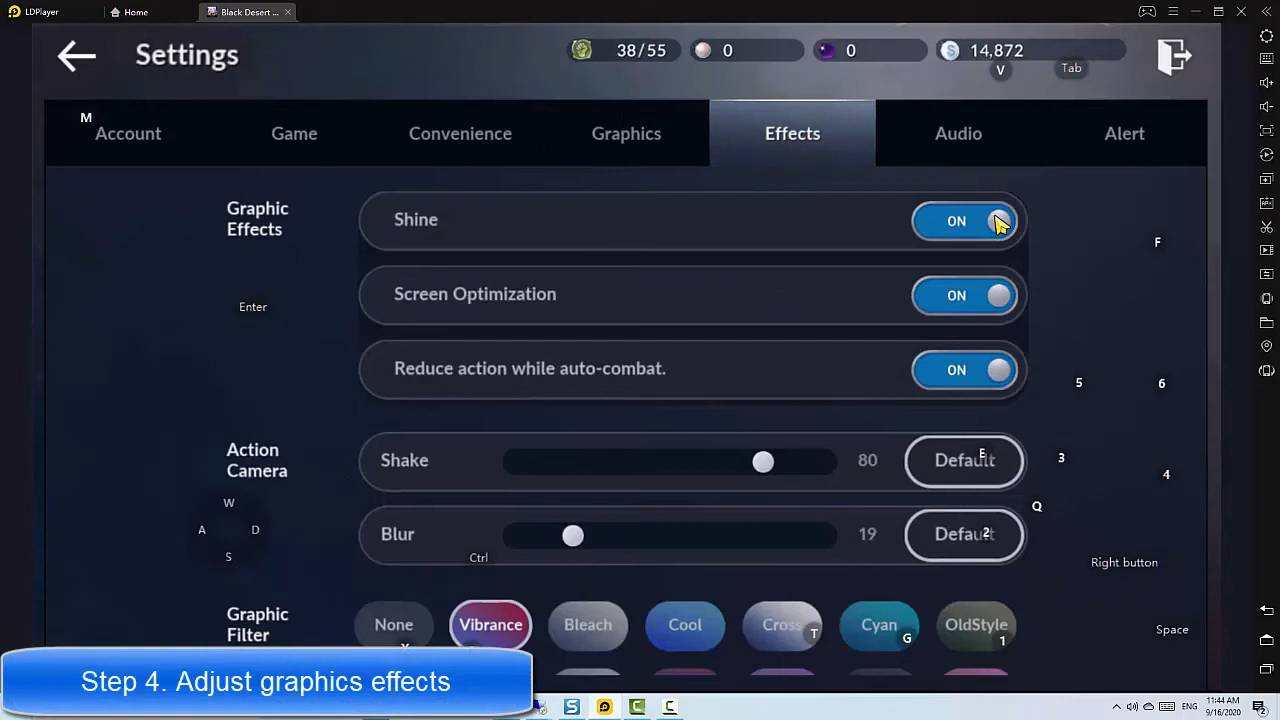 LDPlayer
Home
Black Desert ...
Settings
38/55
0
0
14,872
V
Tab
M
Account
Game
Convenience
Graphics
Effects
Audio
Alert
Graphic
Effects
Shine
ON
F
Enter
Screen Optimization
ON
Reduce action while auto-combat.
ON
5
6
Action
Camera
Shake
80
Default
E
3
4
W
A
D
S
Blur
19
Default
2
Q
Ctrl
Right button
Graphic
Filter
None
Vibrance
Bleach
Cool
Cross
T
Cyan
G
OldStyle
1
Space
Step 4. Adjust graphics effects
ENG
11:44 AM
9/16/2020
2